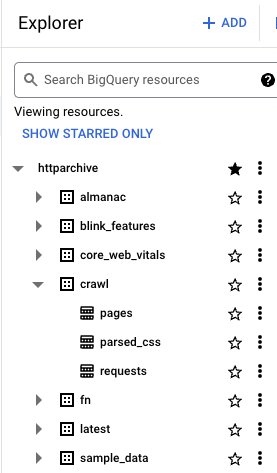 Explorer
+ ADD
Search BigQuery resources
?
Viewing resources.
SHOW STARRED ONLY
httparchive
almanac
blink_features
core_web_vitals
crawl
pages
parsed_css
requests
fn
latest
sample_data